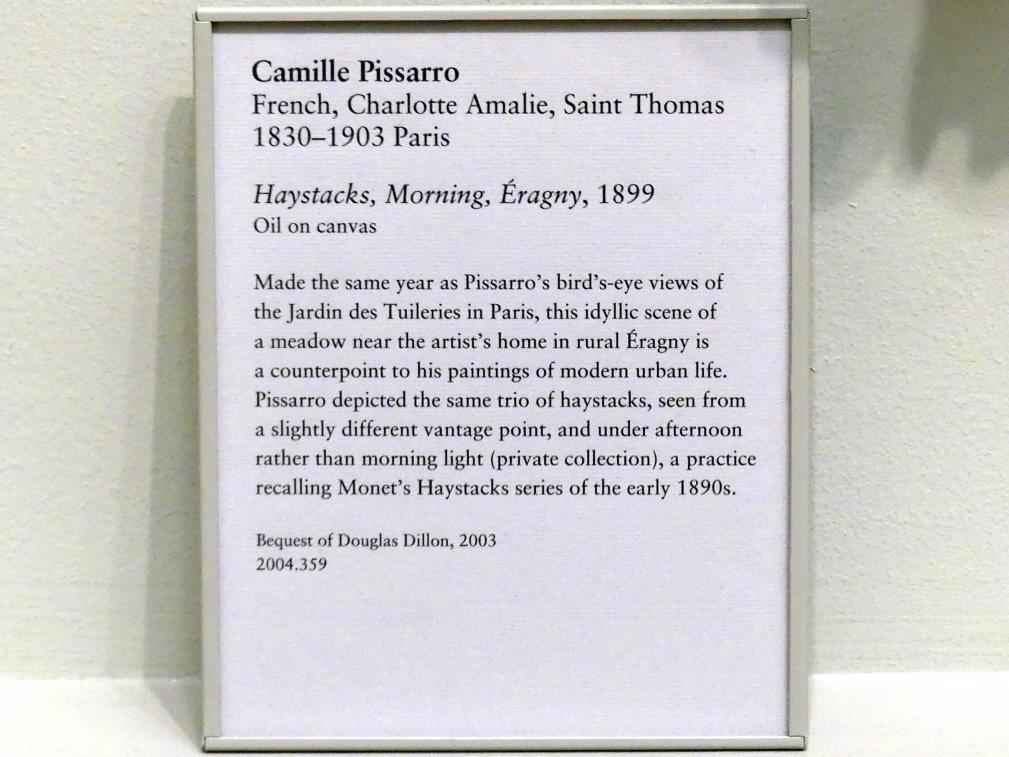 Camille Pissarro
French, Charlotte Amalie, Saint Thomas
1830–1903 Paris
Haystacks, Morning, Éragny, 1899
Oil on canvas
Made the same year as Pissarro’s bird’s-eye views of
the Jardin des Tuileries in Paris, this idyllic scene of
a meadow near the artist’s home in rural Éragny is
a counterpoint to his paintings of modern urban life.
Pissarro depicted the same trio of haystacks, seen from
a slightly different vantage point, and under afternoon
rather than morning light (private collection), a practice
recalling Monet’s Haystacks series of the early 1890s.
Bequest of Douglas Dillon, 2003
2004.359